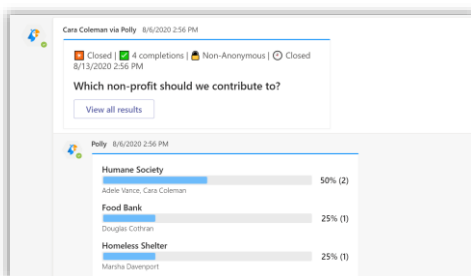 Cara Coleman via Polly 8/6/2020 2:56 PM
Closed | 4 completions | Non-Anonymous | Closed
8/13/2020 2:56 PM
Which non-profit should we contribute to?
View all results
Polly 8/6/2020 2:56 PM
Humane Society
50% (2)
Adele Vance, Cara Coleman
Food Bank
25% (1)
Douglas Cothran
Homeless Shelter
25% (1)
Marsha Davenport